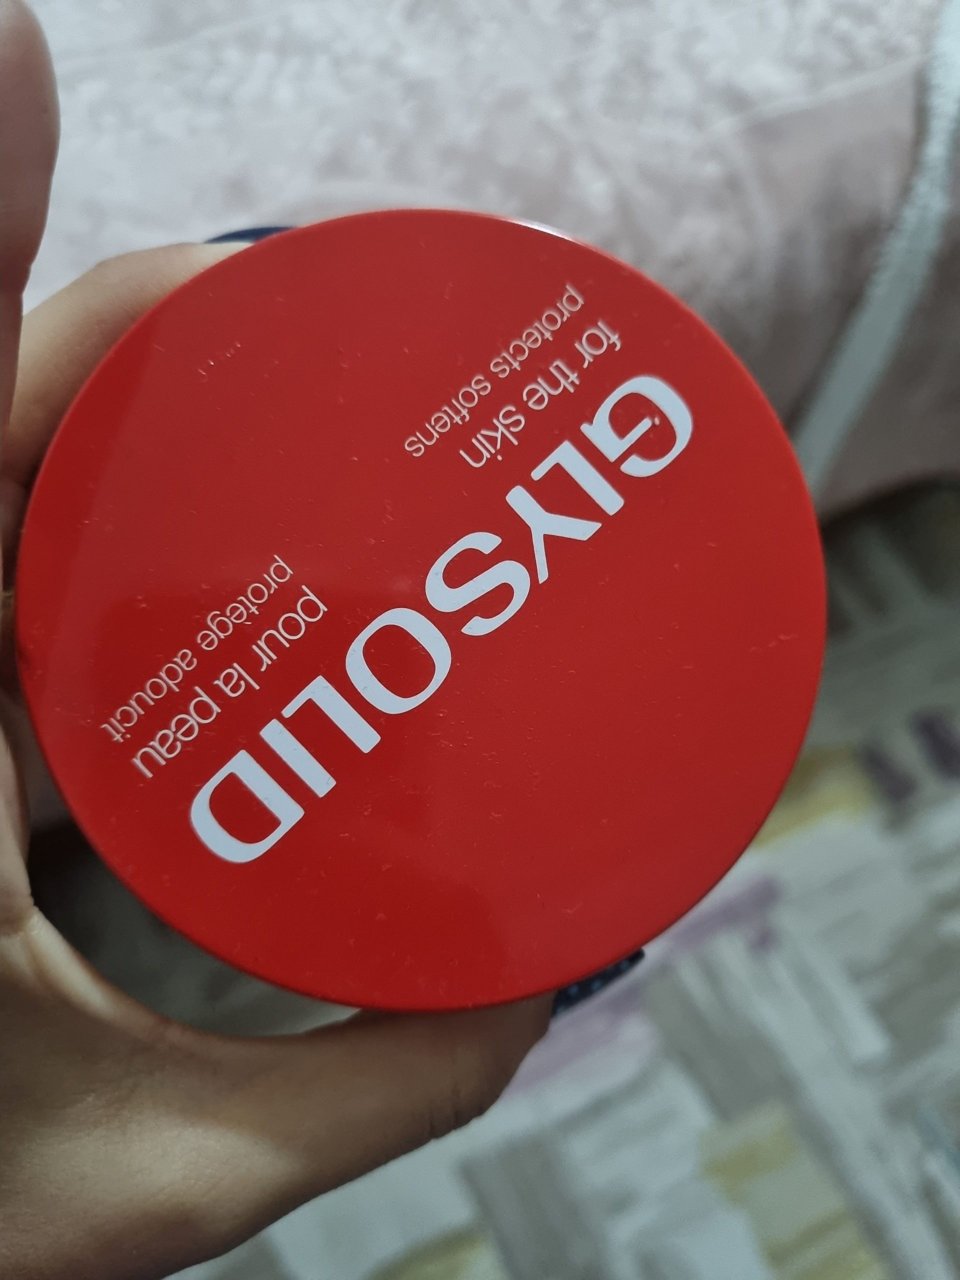 GLYSOLID
for the skin
protects softens
pour la peau
protège adoucit